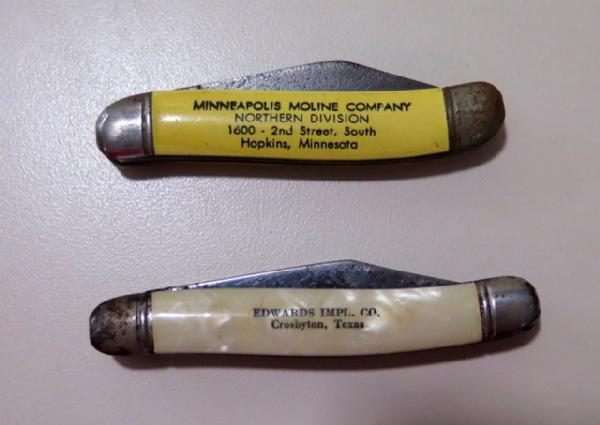 MINNEAPOLIS MOLINE COMPANY
NORTHERN DIVISION
1600 - 2nd Street, South
Hopkins, Minnesota
EDWARDS IMPL. CO.
Crosbyton, Texas